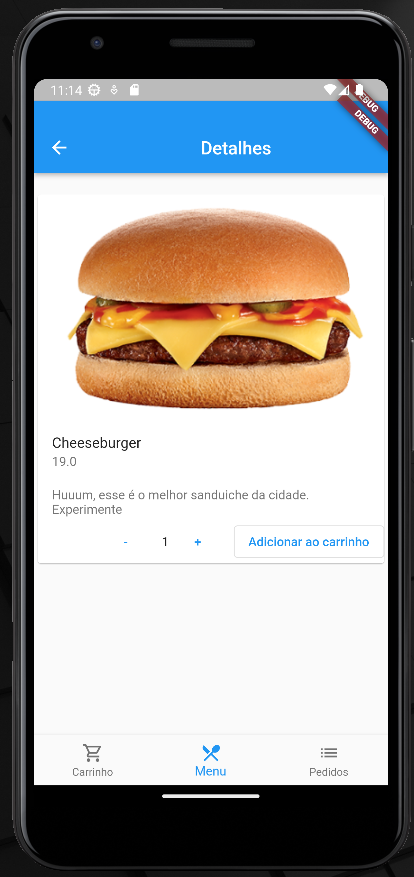 11:14
DEBUG
DEBUG
Detalhes
Cheeseburger
19.0
Huuum, esse é o melhor sanduiche da cidade.
Experimente
- 1 + Adicionar ao carrinho
Carrinho Menu Pedidos